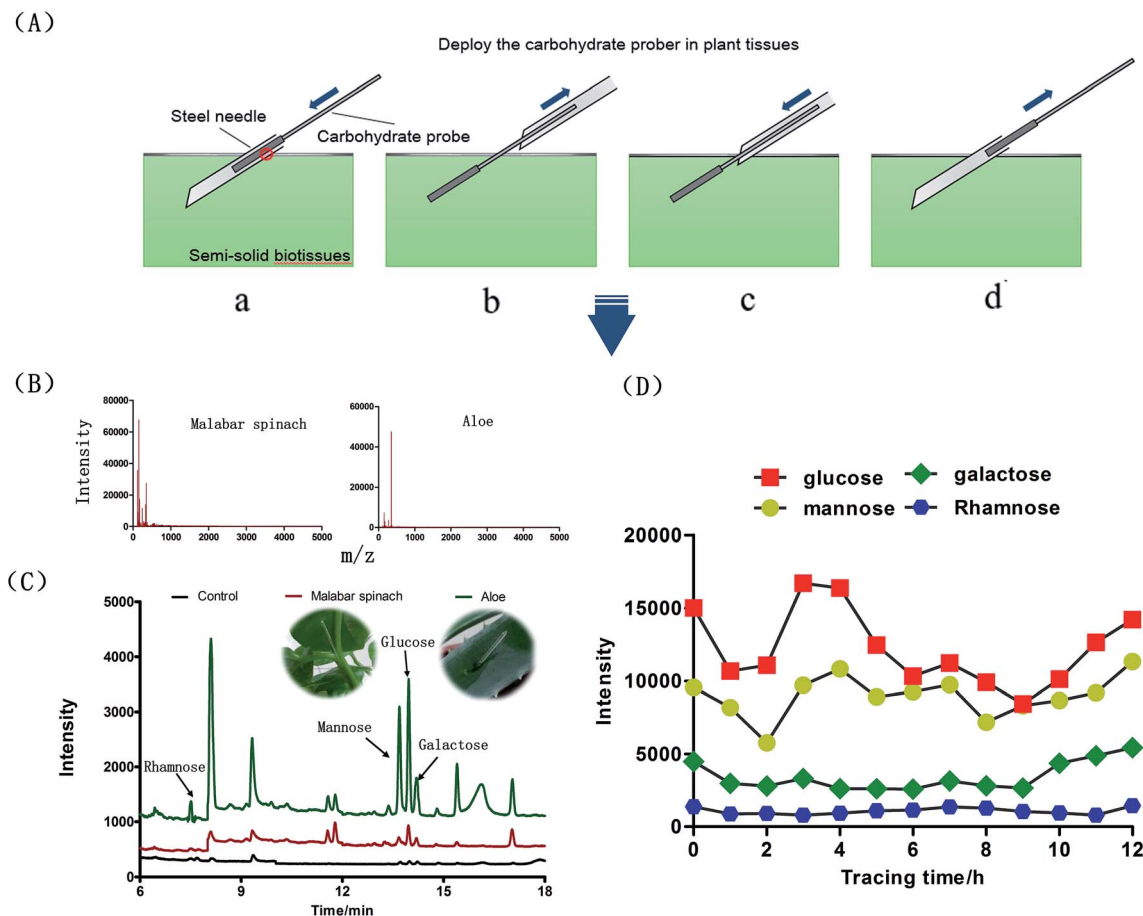 (A)
Deploy the carbohydrate prober in plant tissues
Steel needle
Carbohydrate probe
Semi-solid biotissues
a
b
c
d
(B)
80000
60000
40000
20000
0
Intensity
Malabar spinach
0 1000 2000 3000 4000 5000
60000
40000
20000
0
Aloe
0 1000 2000 3000 4000 5000
m/z
(C)
Control
Malabar spinach
Aloe
5000
4000
3000
2000
1000
0
Intensity
Rhamnose
Mannose
Glucose
Galactose
6 9 12 15 18
Time/min
(D)
glucose
galactose
mannose
Rhamnose
20000
15000
10000
5000
0
Intensity
0 2 4 6 8 10 12
Tracing time/h